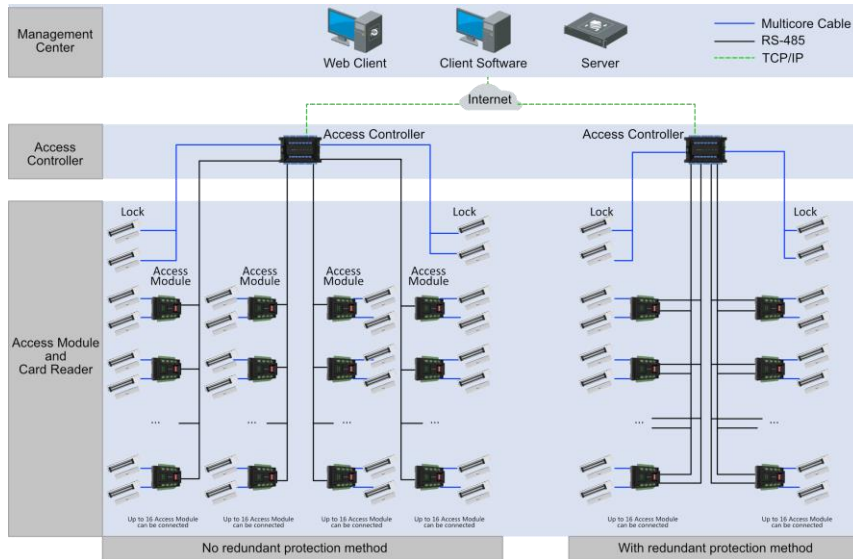 Management
Center
Web Client
Client Software
Server
Multicore Cable
RS-485
TCP/IP
Internet
Access
Controller
Access Controller
Access Controller
Access Module
and
Card Reader
Lock
Lock
Lock
Lock
Access
Module
Access
Module
Access
Module
Access
Module
...
...
...
...
...
...
Up to 16 Access Module
can be connected
Up to 16 Access Module
can be connected
Up to 16 Access Module
can be connected
Up to 16 Access Module
can be connected
Up to 16 Access Module
can be connected
Up to 16 Access Module
can be connected
No redundant protection method
With redundant protection method